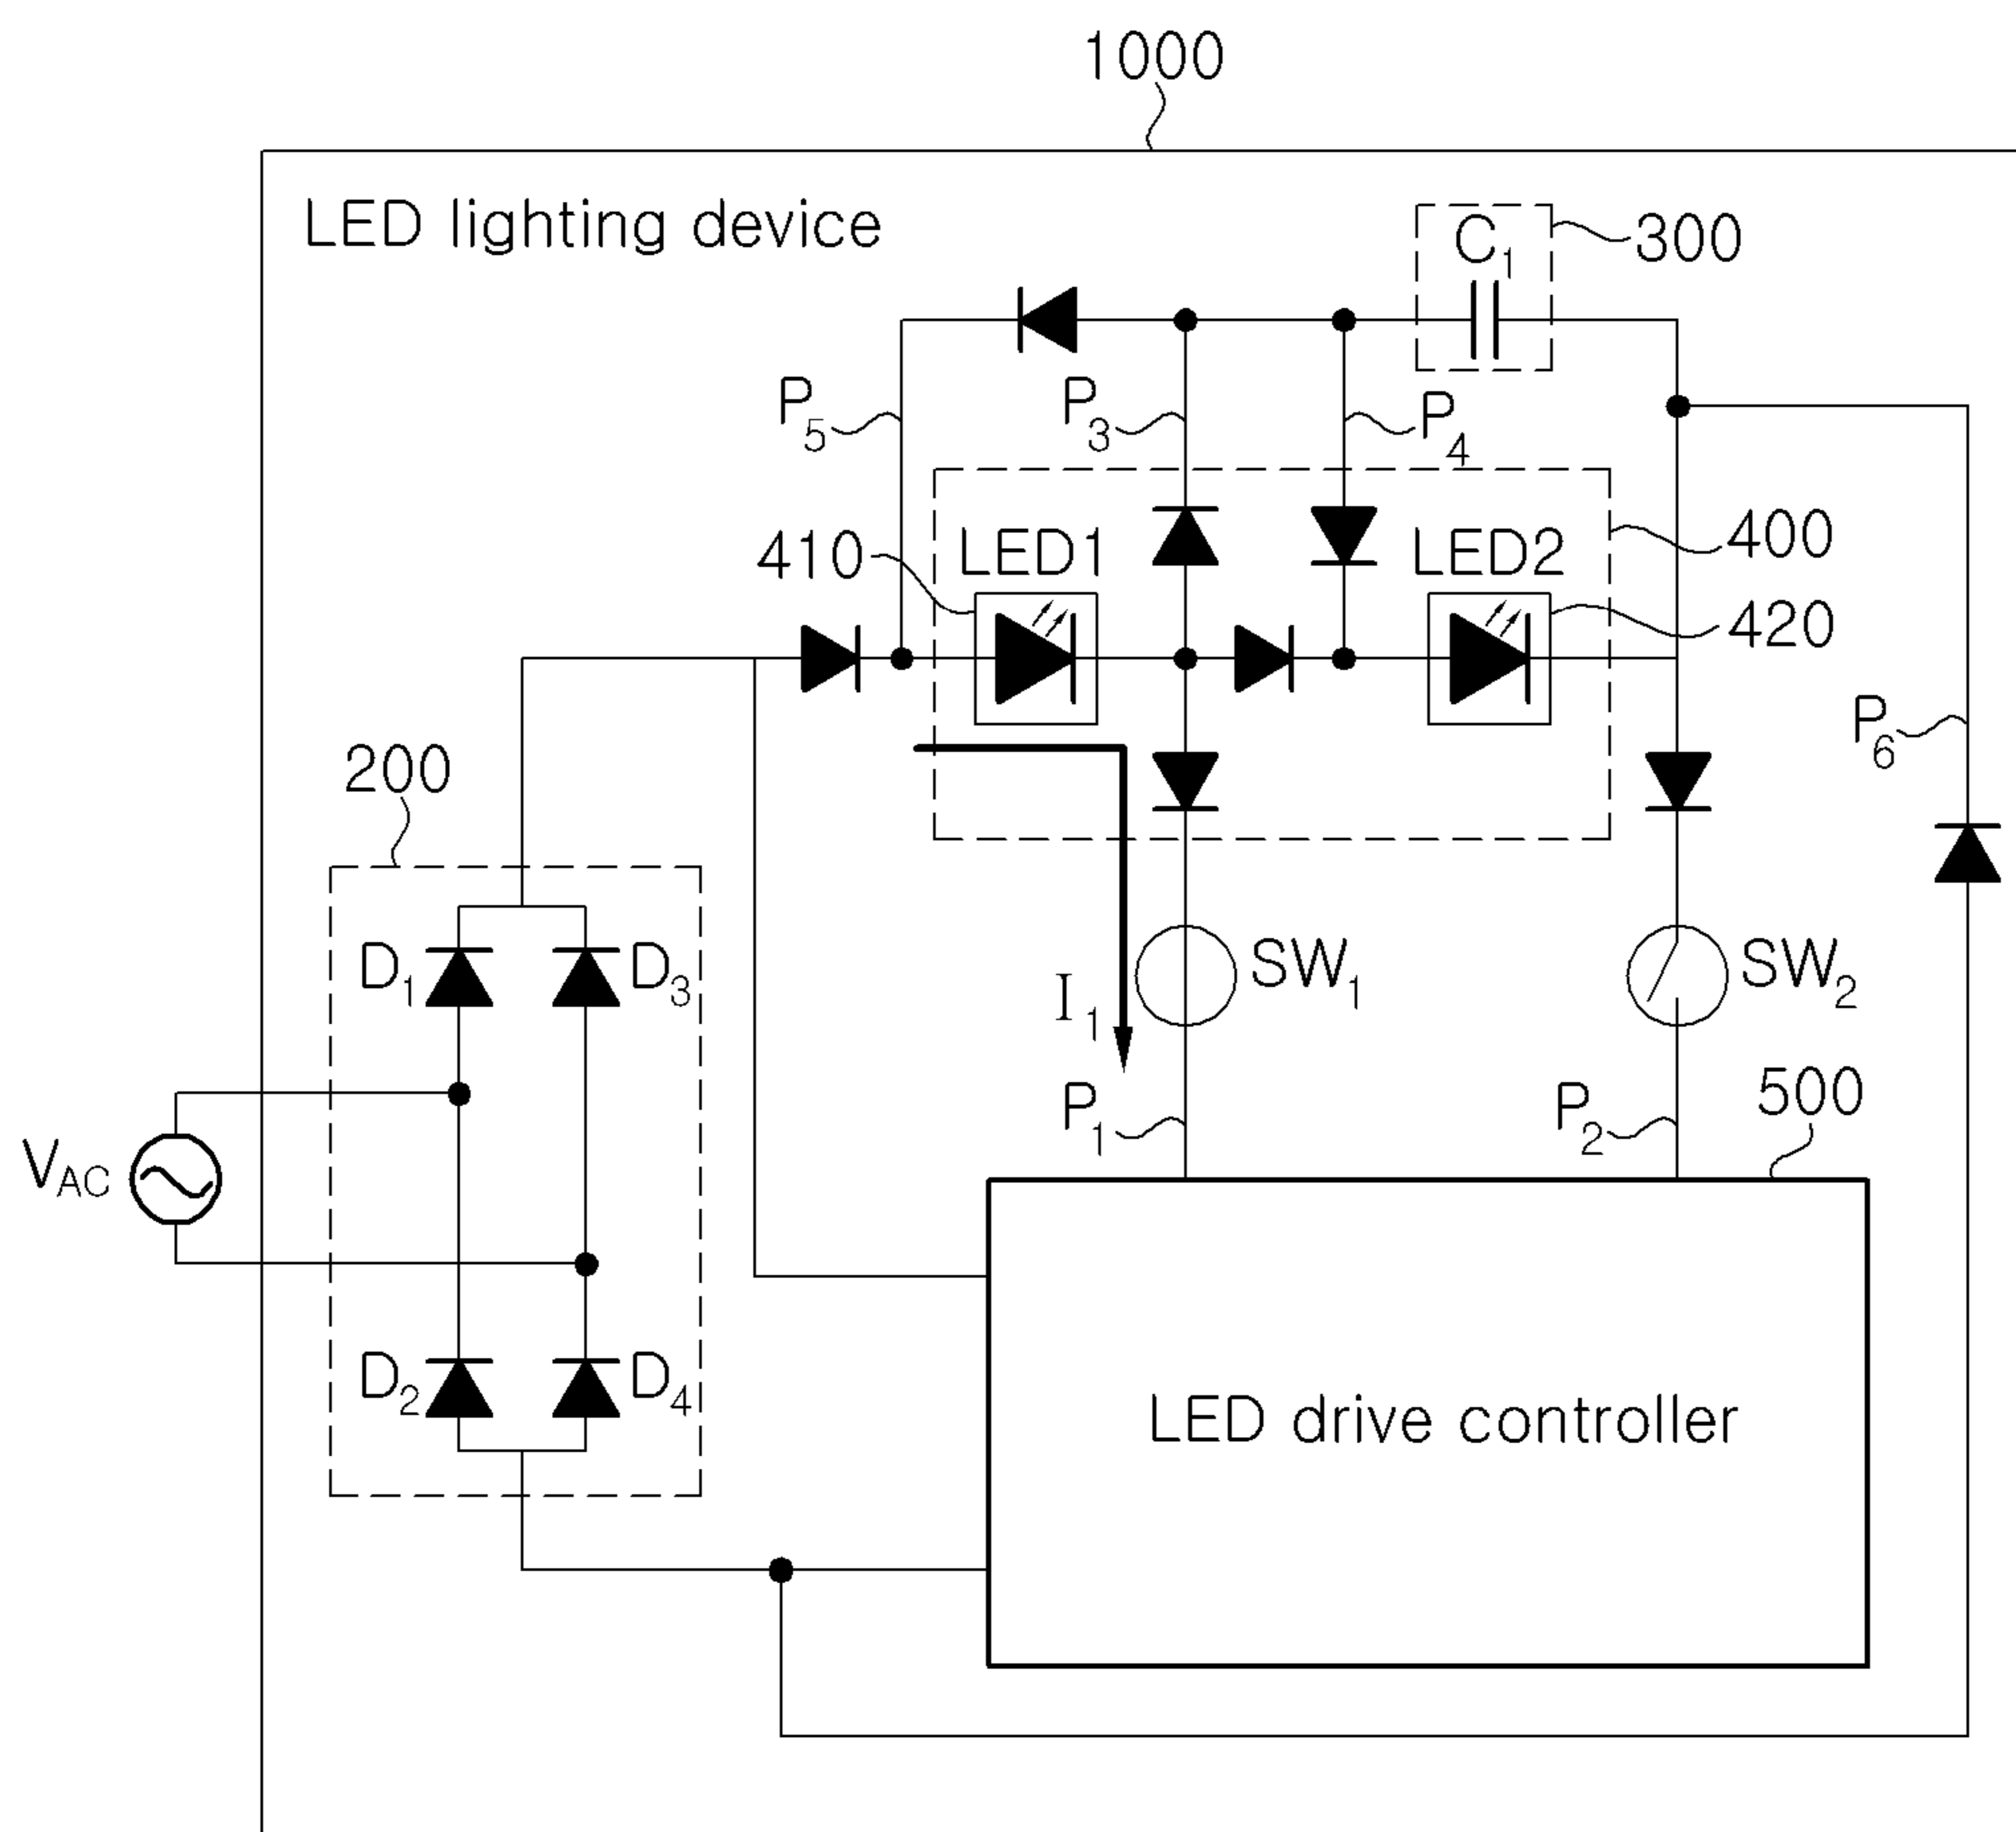 1000
LED lighting device
C1
300
P5
P3
P4
400
410
LED1
LED2
420
P6
200
D1
D3
SW1
SW2
I1
P1
P2
500
VAC
LED drive controller
D2
D4